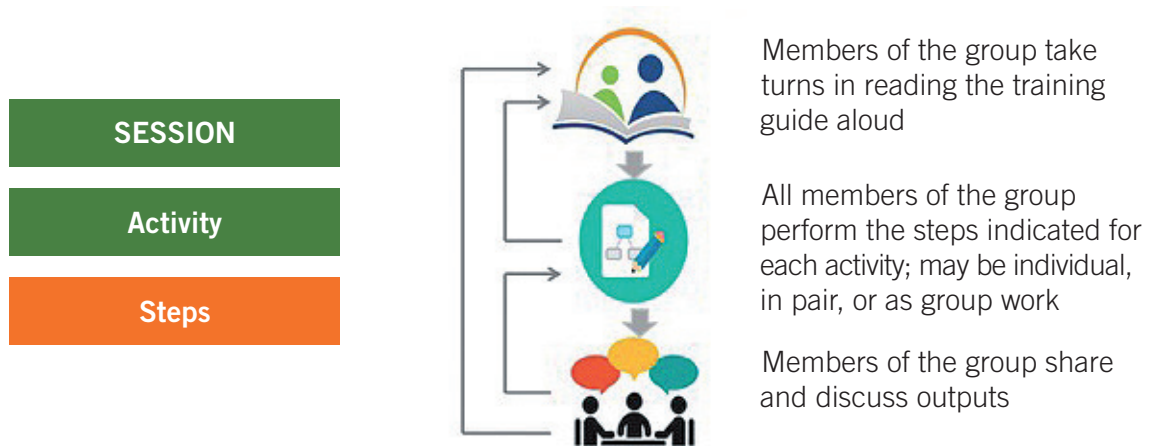 SESSION
Activity
Steps
Members of the group take
turns in reading the training
guide aloud
All members of the group
perform the steps indicated for
each activity; may be individual,
in pair, or as group work
Members of the group share
and discuss outputs